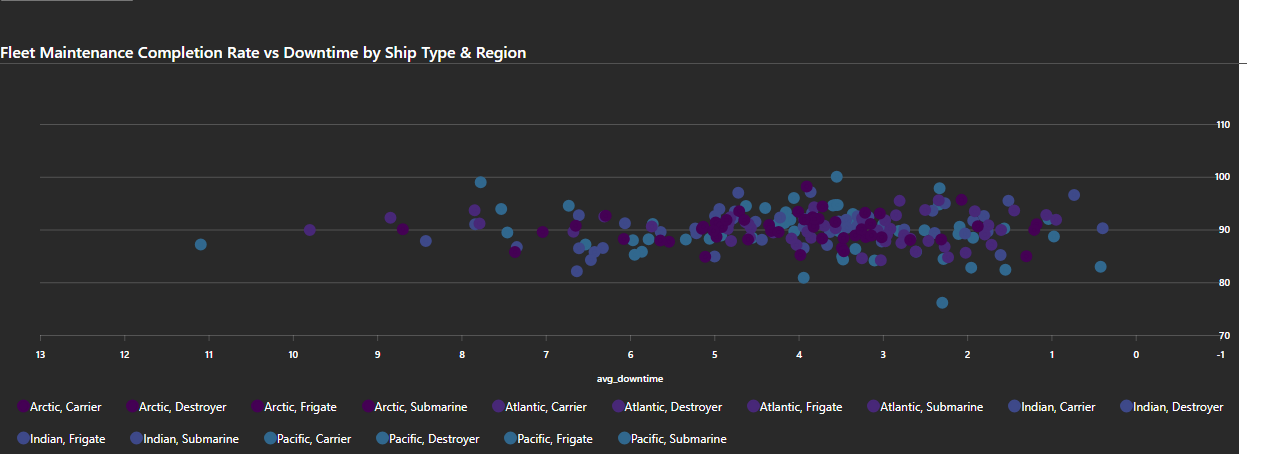 Fleet Maintenance Completion Rate vs Downtime by Ship Type & Region
110
100
90
80
70
13 12 11 10 9 8 7 6 5 4 3 2 1 0 -1
avg_downtime
Arctic, Carrier Arctic, Destroyer Arctic, Frigate Arctic, Submarine Atlantic, Carrier Atlantic, Destroyer Atlantic, Frigate Atlantic, Submarine Indian, Carrier Indian, Destroyer
Indian, Frigate Indian, Submarine Pacific, Carrier Pacific, Destroyer Pacific, Frigate Pacific, Submarine